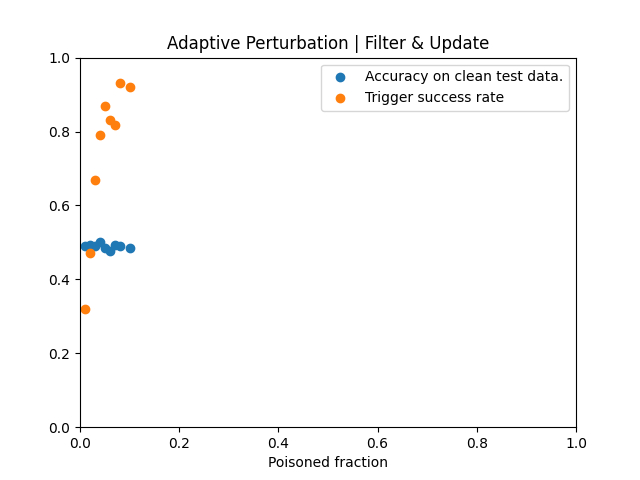 Adaptive Perturbation | Filter & Update
Accuracy on clean test data.
Trigger success rate
1.0
0.8
0.6
0.4
0.2
0.0
0.0 0.2 0.4 0.6 0.8 1.0
Poisoned fraction